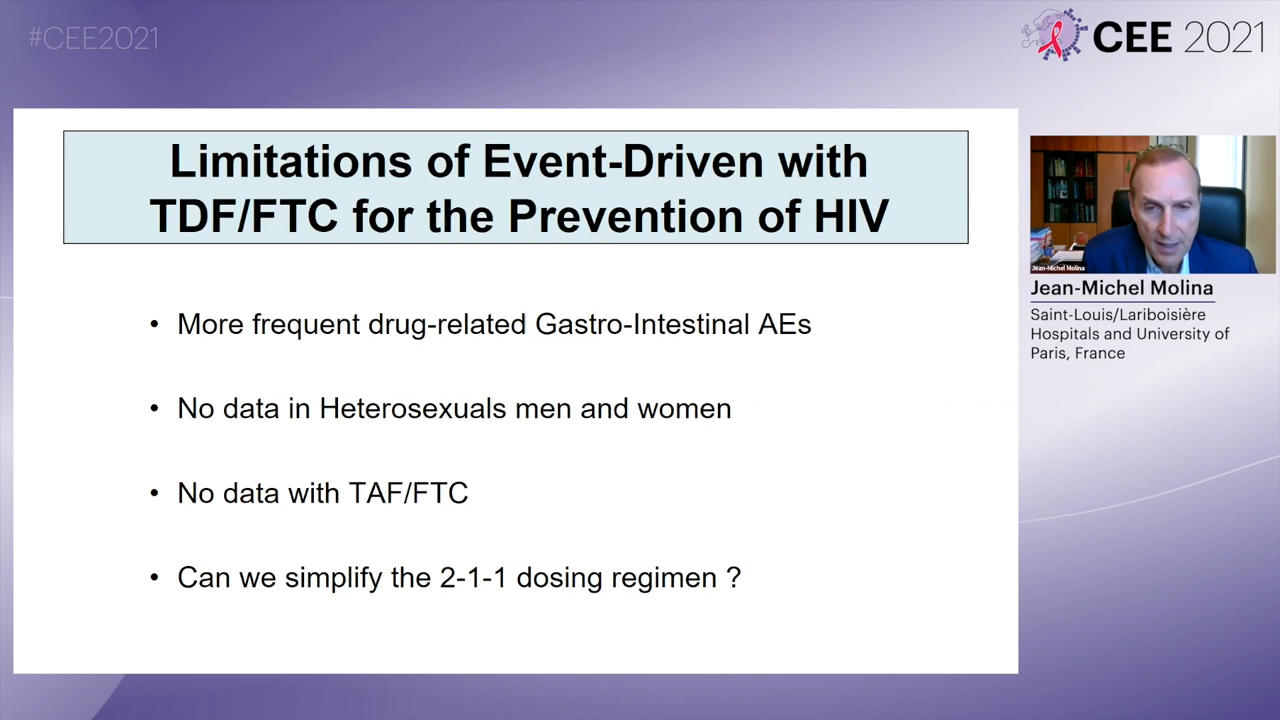 #CEE2021
CEE 2021
Limitations of Event-Driven with
TDF/FTC for the Prevention of HIV
• More frequent drug-related Gastro-Intestinal AEs
• No data in Heterosexuals men and women
• No data with TAF/FTC
• Can we simplify the 2-1-1 dosing regimen ?
Jean-Michel Molina
Jean-Michel Molina
Saint-Louis/Lariboisière
Hospitals and University of
Paris, France